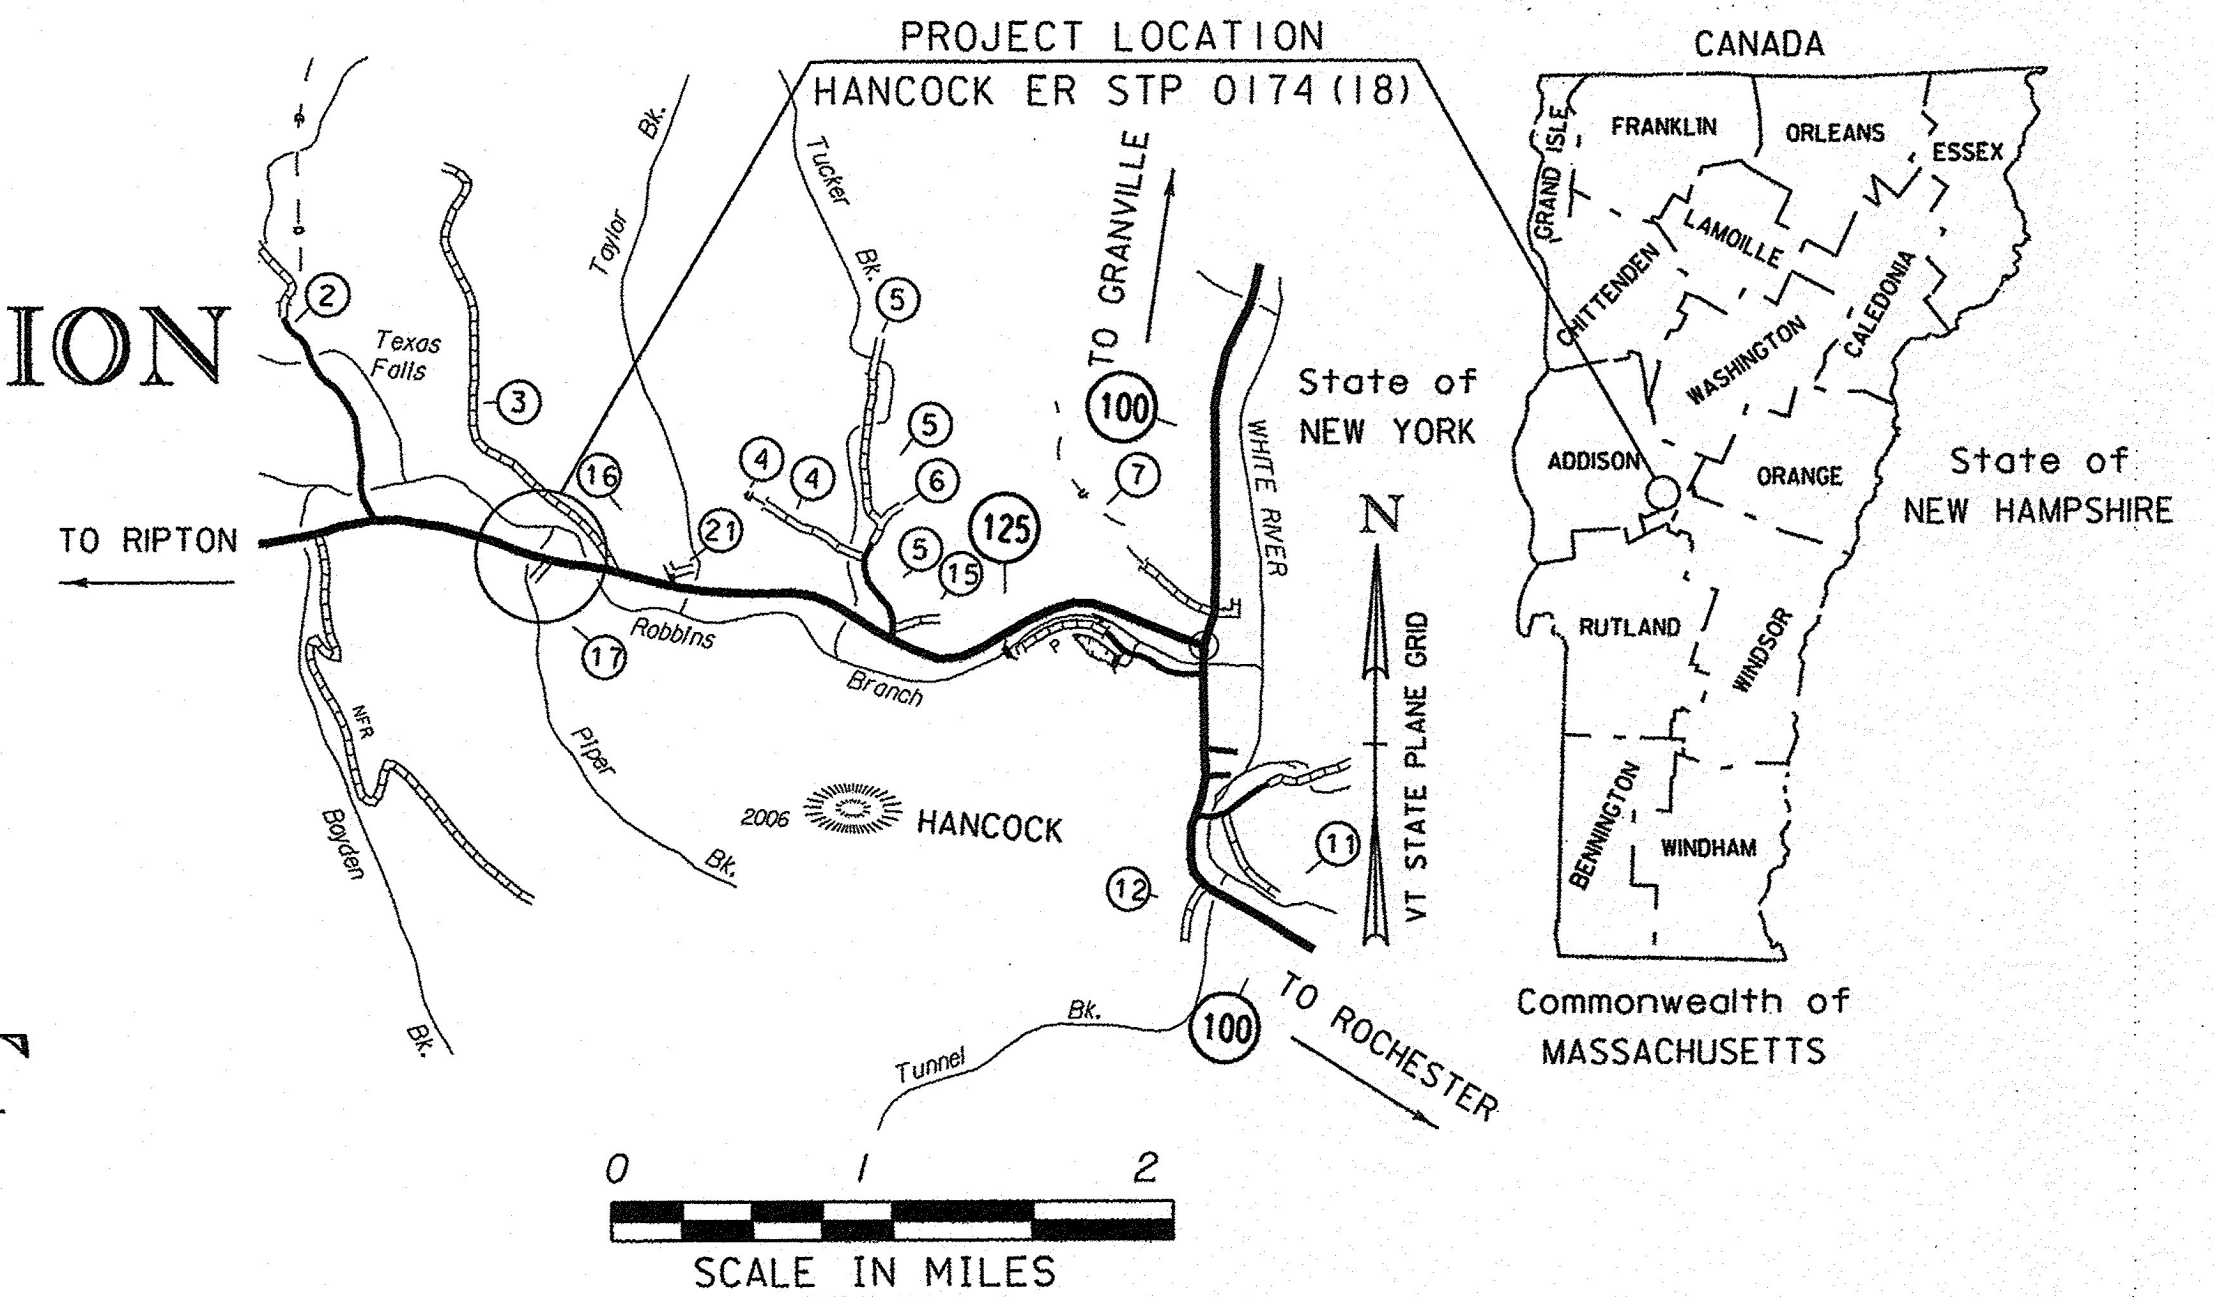 PROJECT LOCATION
HANCOCK ER STP 0174(18)
CANADA
GRAND ISLE
FRANKLIN
ORLEANS
ESSEX
LAMOILLE
CHITTENDEN
CALEDONIA
WASHINGTON
ADDISON
ORANGE
RUTLAND
WINDSOR
BENNINGTON
WINDHAM
State of
NEW YORK
State of
NEW HAMPSHIRE
Commonwealth of
MASSACHUSETTS
ION
2
Texas
Falls
3
Taylor
Bk.
Tucker
Bk.
5
TO GRANVILLE
100
5
4
4
6
7
16
21
125
5
15
WHITE RIVER
TO RIPTON
17
Robbins
Branch
P
NFR
Piper
Bk.
Boyden
Bk.
2006
HANCOCK
11
12
N
VT STATE PLANE GRID
100
TO ROCHESTER
Tunnel
Bk.
0 1 2
SCALE IN MILES